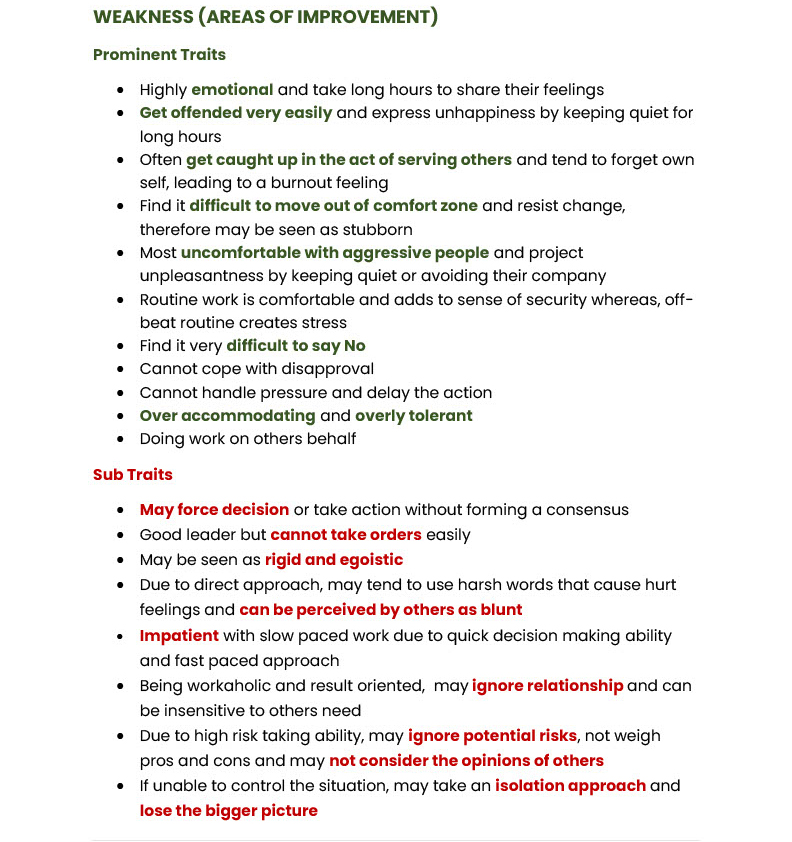 WEAKNESS (AREAS OF IMPROVEMENT)
Prominent Traits
• Highly emotional and take long hours to share their feelings
• Get offended very easily and express unhappiness by keeping quiet for
long hours
• Often get caught up in the act of serving others and tend to forget own
self, leading to a burnout feeling
• Find it difficult to move out of comfort zone and resist change,
therefore may be seen as stubborn
• Most uncomfortable with aggressive people and project
unpleasantness by keeping quiet or avoiding their company
• Routine work is comfortable and adds to sense of security whereas, off-
beat routine creates stress
• Find it very difficult to say No
• Cannot cope with disapproval
• Cannot handle pressure and delay the action
• Over accommodating and overly tolerant
• Doing work on others behalf
Sub Traits
• May force decision or take action without forming a consensus
• Good leader but cannot take orders easily
• May be seen as rigid and egoistic
• Due to direct approach, may tend to use harsh words that cause hurt
feelings and can be perceived by others as blunt
• Impatient with slow paced work due to quick decision making ability
and fast paced approach
• Being workaholic and result oriented, may ignore relationship and can
be insensitive to others need
• Due to high risk taking ability, may ignore potential risks, not weigh
pros and cons and may not consider the opinions of others
• If unable to control the situation, may take an isolation approach and
lose the bigger picture